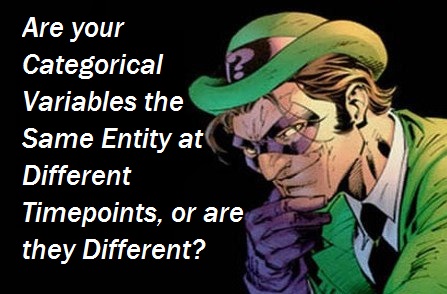 Are your
Categorical
Variables the
Same Entity at
Different
Timepoints, or are
they Different?
?